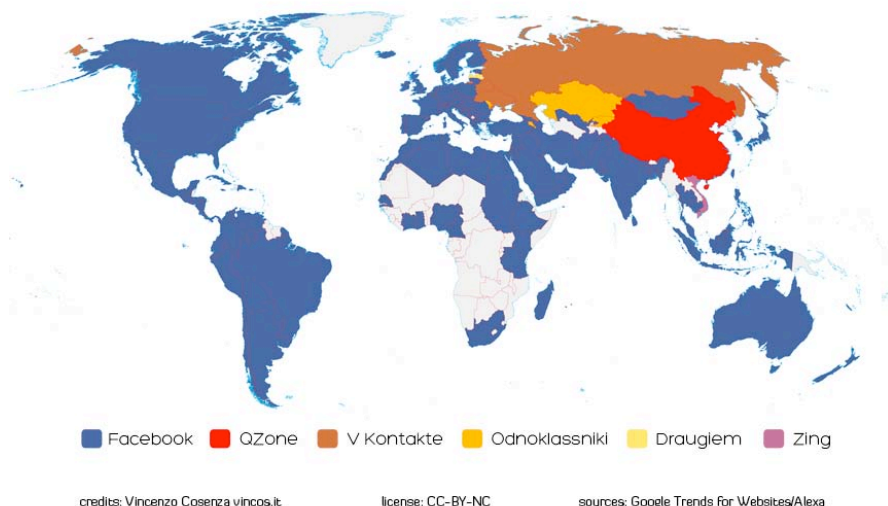 Facebook QZone V Kontakte Odnoklassniki Draugiem Zing
credits: Vincenzo Cosenza vincos.it license: CC-BY-NC sources: Google Trends for Websites/Alexa